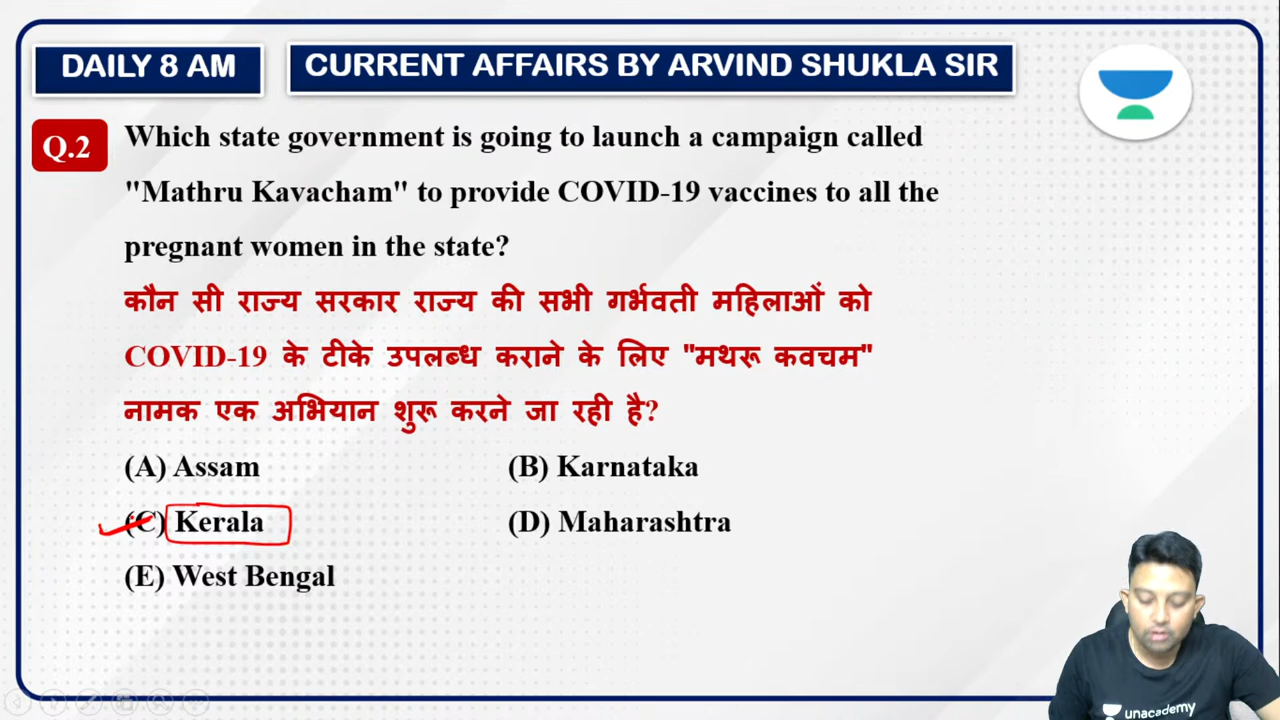 DAILY 8 AM
CURRENT AFFAIRS BY ARVIND SHUKLA SIR
Q.2
Which state government is going to launch a campaign called
"Mathru Kavacham" to provide COVID-19 vaccines to all the
pregnant women in the state?
कौन सी राज्य सरकार राज्य की सभी गर्भवती महिलाओं को
COVID-19 के टीके उपलब्ध कराने के लिए "मथरू कवचम"
नामक एक अभियान शुरू करने जा रही है?
(A) Assam
(B) Karnataka
(C) Kerala
(D) Maharashtra
(E) West Bengal
unacademy